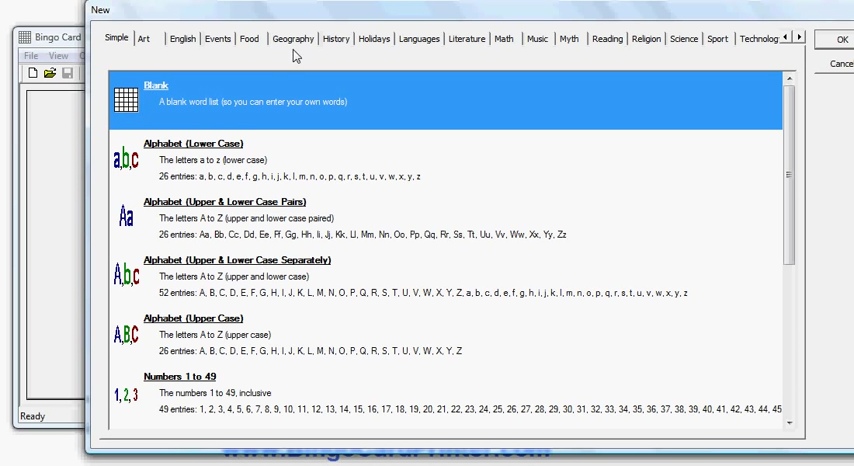 New
Bingo Card
File View
Simple Art English Events Food Geography History Holidays Languages Literature Math Music Myth Reading Religion Science Sport Technolog
OK
Cance
Blank
A blank word list (so you can enter your own words)
a,b,c
Alphabet (Lower Case)
The letters a to z (lower case)
26 entries: a, b, c, d, e, f, g, h, i, j, k, l, m, n, o, p, q, r, s, t, u, v, w, x, y, z
Aa
Alphabet (Upper & Lower Case Pairs)
The letters A to Z (upper and lower case paired)
26 entries: Aa, Bb, Cc, Dd, Ee, Ff, Gg, Hh, Ii, Jj, Kk, Ll, Mm, Nn, Oo, Pp, Qq, Rr, Ss, Tt, Uu, Vv, Ww, Xx, Yy, Zz
A,b,c
Alphabet (Upper & Lower Case Separately)
The letters A to Z (upper and lower case)
52 entries: A, B, C, D, E, F, G, H, I, J, K, L, M, N, O, P, Q, R, S, T, U, V, W, X, Y, Z, a, b, c, d, e, f, g, h, i, j, k, l, m, n, o, p, q, r, s, t, u, v, w, x, y, z
A,B,C
Alphabet (Upper Case)
The letters A to Z (upper case)
26 entries: A, B, C, D, E, F, G, H, I, J, K, L, M, N, O, P, Q, R, S, T, U, V, W, X, Y, Z
1,2,3
Numbers 1 to 49
The numbers 1 to 49, inclusive
49 entries: 1, 2, 3, 4, 5, 6, 7, 8, 9, 10, 11, 12, 13, 14, 15, 16, 17, 18, 19, 20, 21, 22, 23, 24, 25, 26, 27, 28, 29, 30, 31, 32, 33, 34, 35, 36, 37, 38, 39, 40, 41, 42, 43, 44, 45
Ready
www.BingoCardPrinter.com